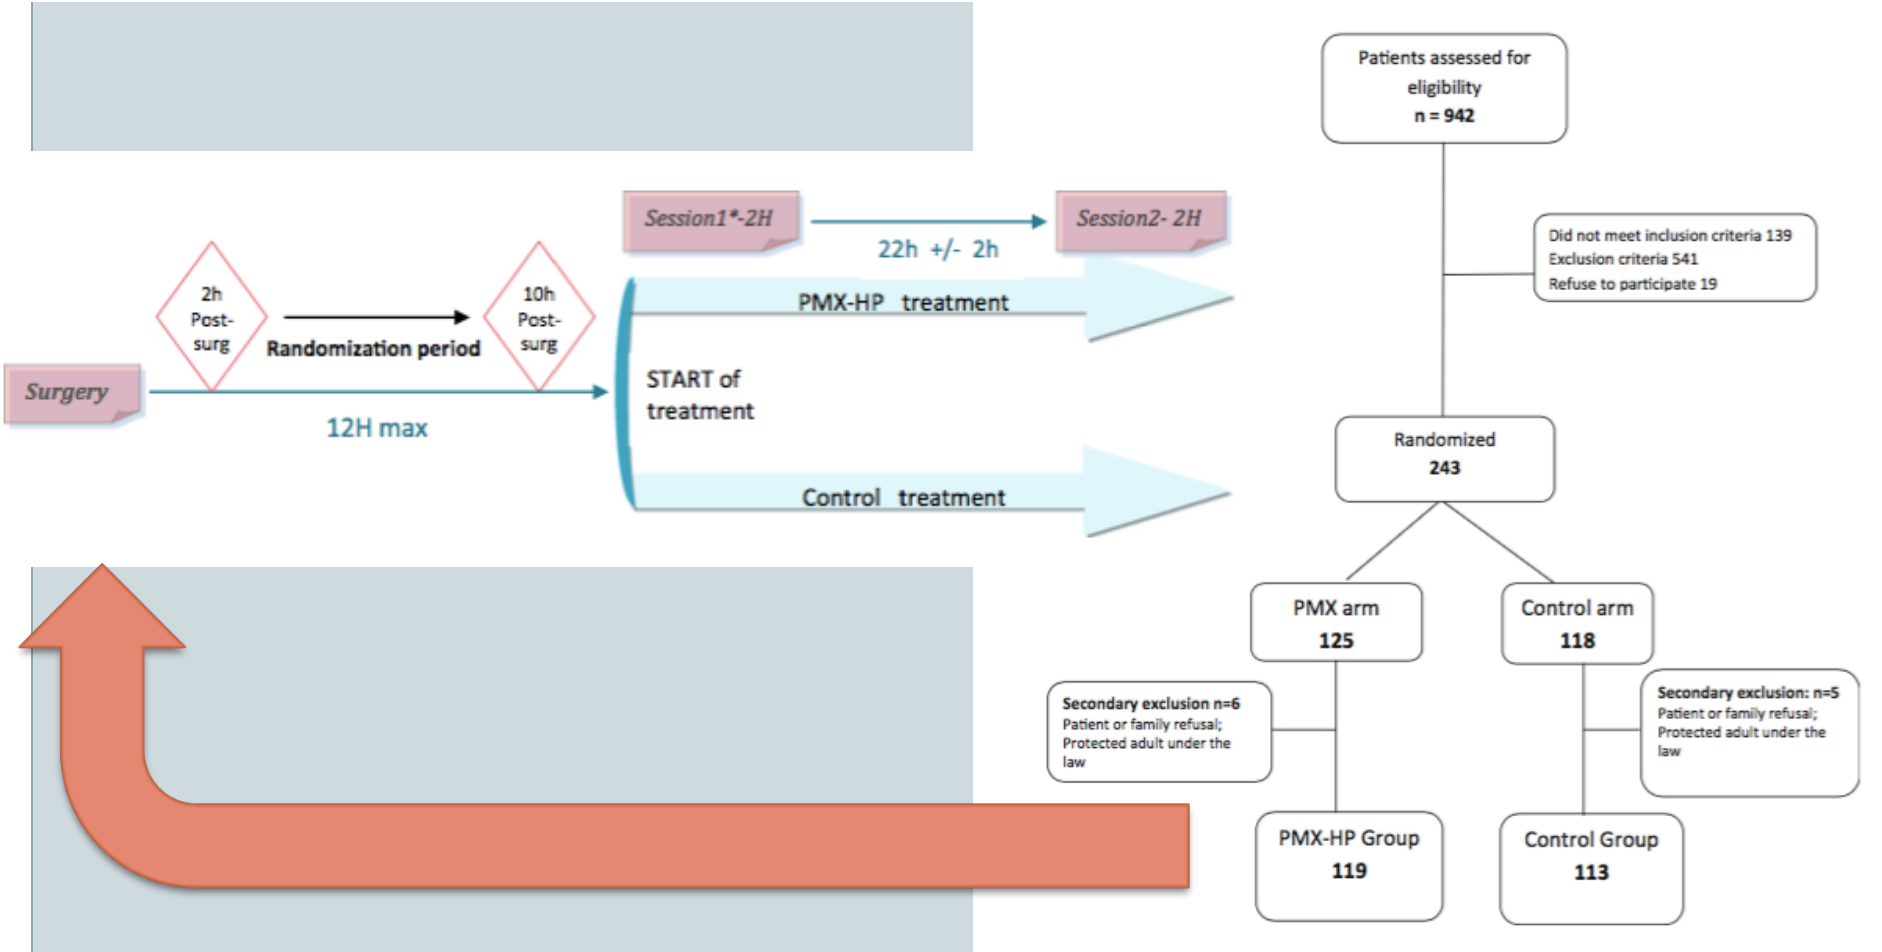 Session1*-2H
Session2- 2H
22h +/- 2h
2h
Post-
surg
10h
Post-
surg
Randomization period
PMX-HP treatment
Surgery
START of
treatment
12H max
Control treatment
Patients assessed for
eligibility
n = 942
Did not meet inclusion criteria 139
Exclusion criteria 541
Refuse to participate 19
Randomized
243
PMX arm
125
Control arm
118
Secondary exclusion n=6
Patient or family refusal;
Protected adult under the
law
Secondary exclusion: n=5
Patient or family refusal;
Protected adult under the
law
PMX-HP Group
119
Control Group
113